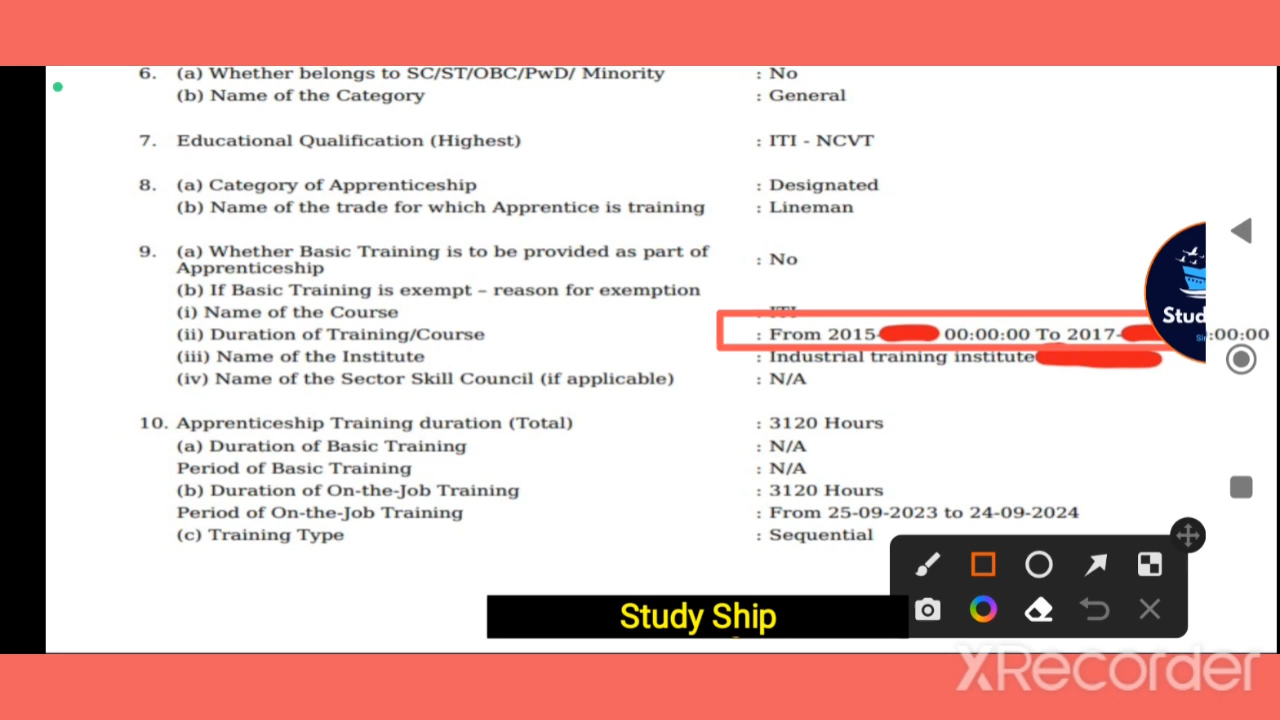 6. (a) Whether belongs to SC/ST/OBC/PwD/ Minority : No
(b) Name of the Category : General
7. Educational Qualification (Highest) : ITI - NCVT
8. (a) Category of Apprenticeship : Designated
(b) Name of the trade for which Apprentice is training : Lineman
9. (a) Whether Basic Training is to be provided as part of
Apprenticeship : No
(b) If Basic Training is exempt – reason for exemption
(i) Name of the Course : ITI
(ii) Duration of Training/Course : From 2015- 00:00:00 To 2017- :00:00
(iii) Name of the Institute : Industrial training institute
(iv) Name of the Sector Skill Council (if applicable) : N/A
10. Apprenticeship Training duration (Total) : 3120 Hours
(a) Duration of Basic Training : N/A
Period of Basic Training : N/A
(b) Duration of On-the-Job Training : 3120 Hours
Period of On-the-Job Training : From 25-09-2023 to 24-09-2024
(c) Training Type : Sequential
Stud
Study Ship
XRecorder